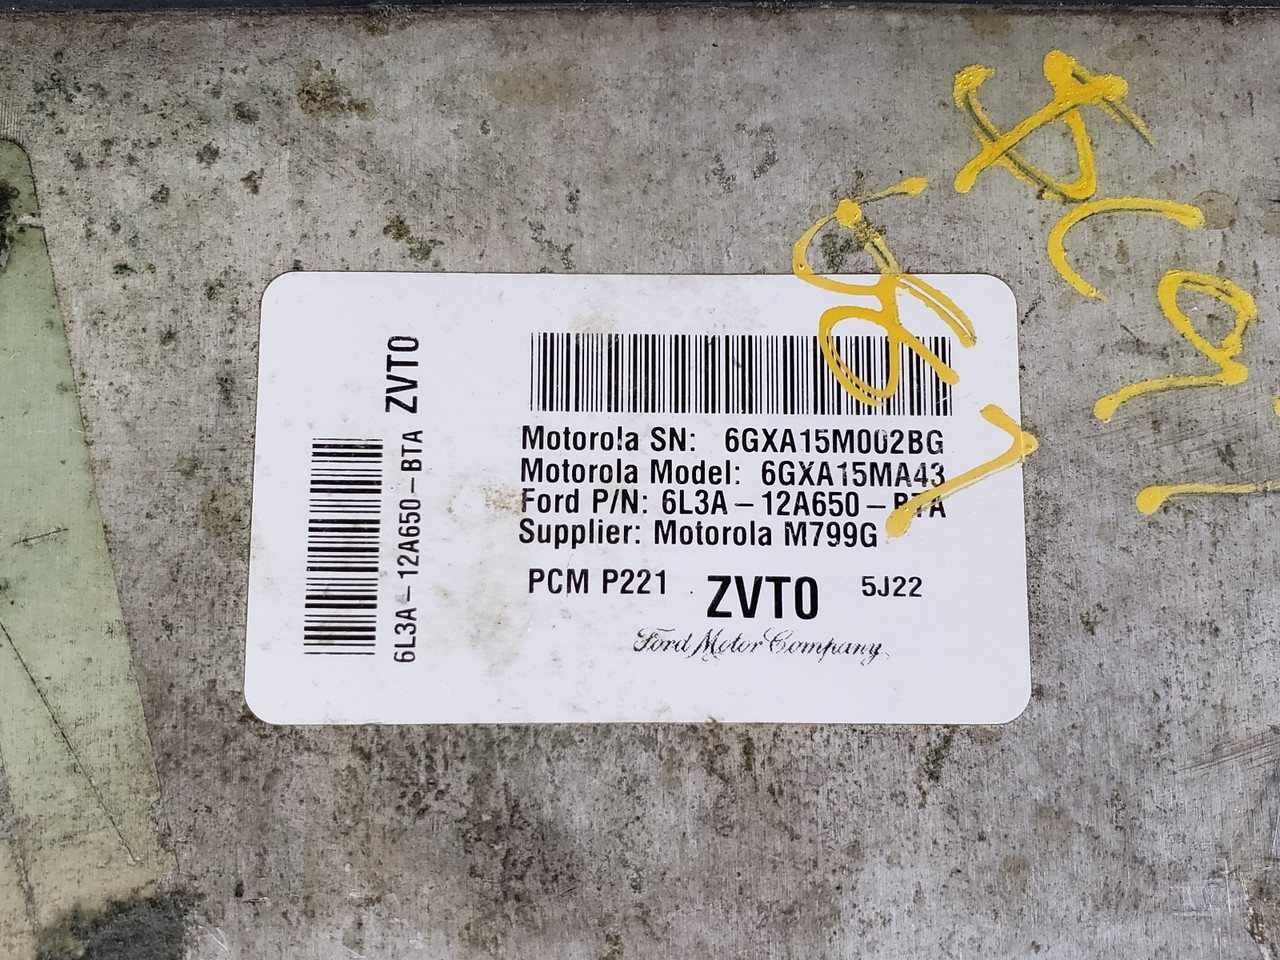 Motorola SN: 6GXA15M002BG
Motorola Model: 6GXA15MA43
Ford P/N: 6L3A-12A650-BTA
Supplier: Motorola M799G
PCM P221 ZVT0 5J22
Ford Motor Company
6L3A-12A650-BTA ZVT0